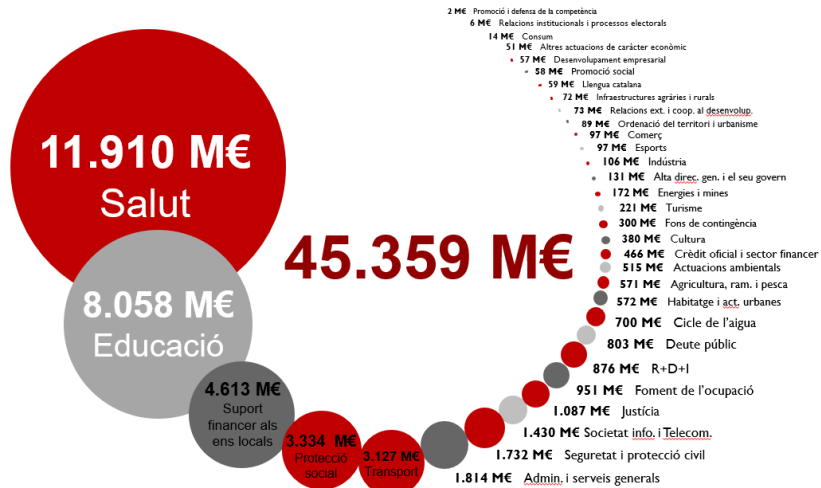 2 M€ Promoció i defensa de la competència
6 M€ Relacions institucionals i processos electorals
14 M€ Consum
51 M€ Altres actuacions de carácter econòmic
57 M€ Desenvolupament empresarial
58 M€ Promoció social
59 M€ Llengua catalana
72 M€ Infraestructures agràries i rurals
73 M€ Relacions ext. i coop. al desenvolup.
89 M€ Ordenació del territori i urbanisme
97 M€ Comerç
97 M€ Esports
106 M€ Indústria
131 M€ Alta direc. gen. i el seu govern
172 M€ Energies i mines
221 M€ Turisme
300 M€ Fons de contingència
380 M€ Cultura
466 M€ Crèdit oficial i sector financer
515 M€ Actuacions ambientals
571 M€ Agricultura, ram. i pesca
572 M€ Habitatge i act. urbanes
700 M€ Cicle de l’aigua
803 M€ Deute públic
876 M€ R+D+I
951 M€ Foment de l’ocupació
1.087 M€ Justícia
1.430 M€ Societat info. i Telecom.
1.732 M€ Seguretat i protecció civil
1.814 M€ Admin. i serveis generals
3.127 M€
Transport
3.334 M€
Protecció
social
4.613 M€
Suport
financer als
ens locals
8.058 M€
Educació
11.910 M€
Salut
45.359 M€